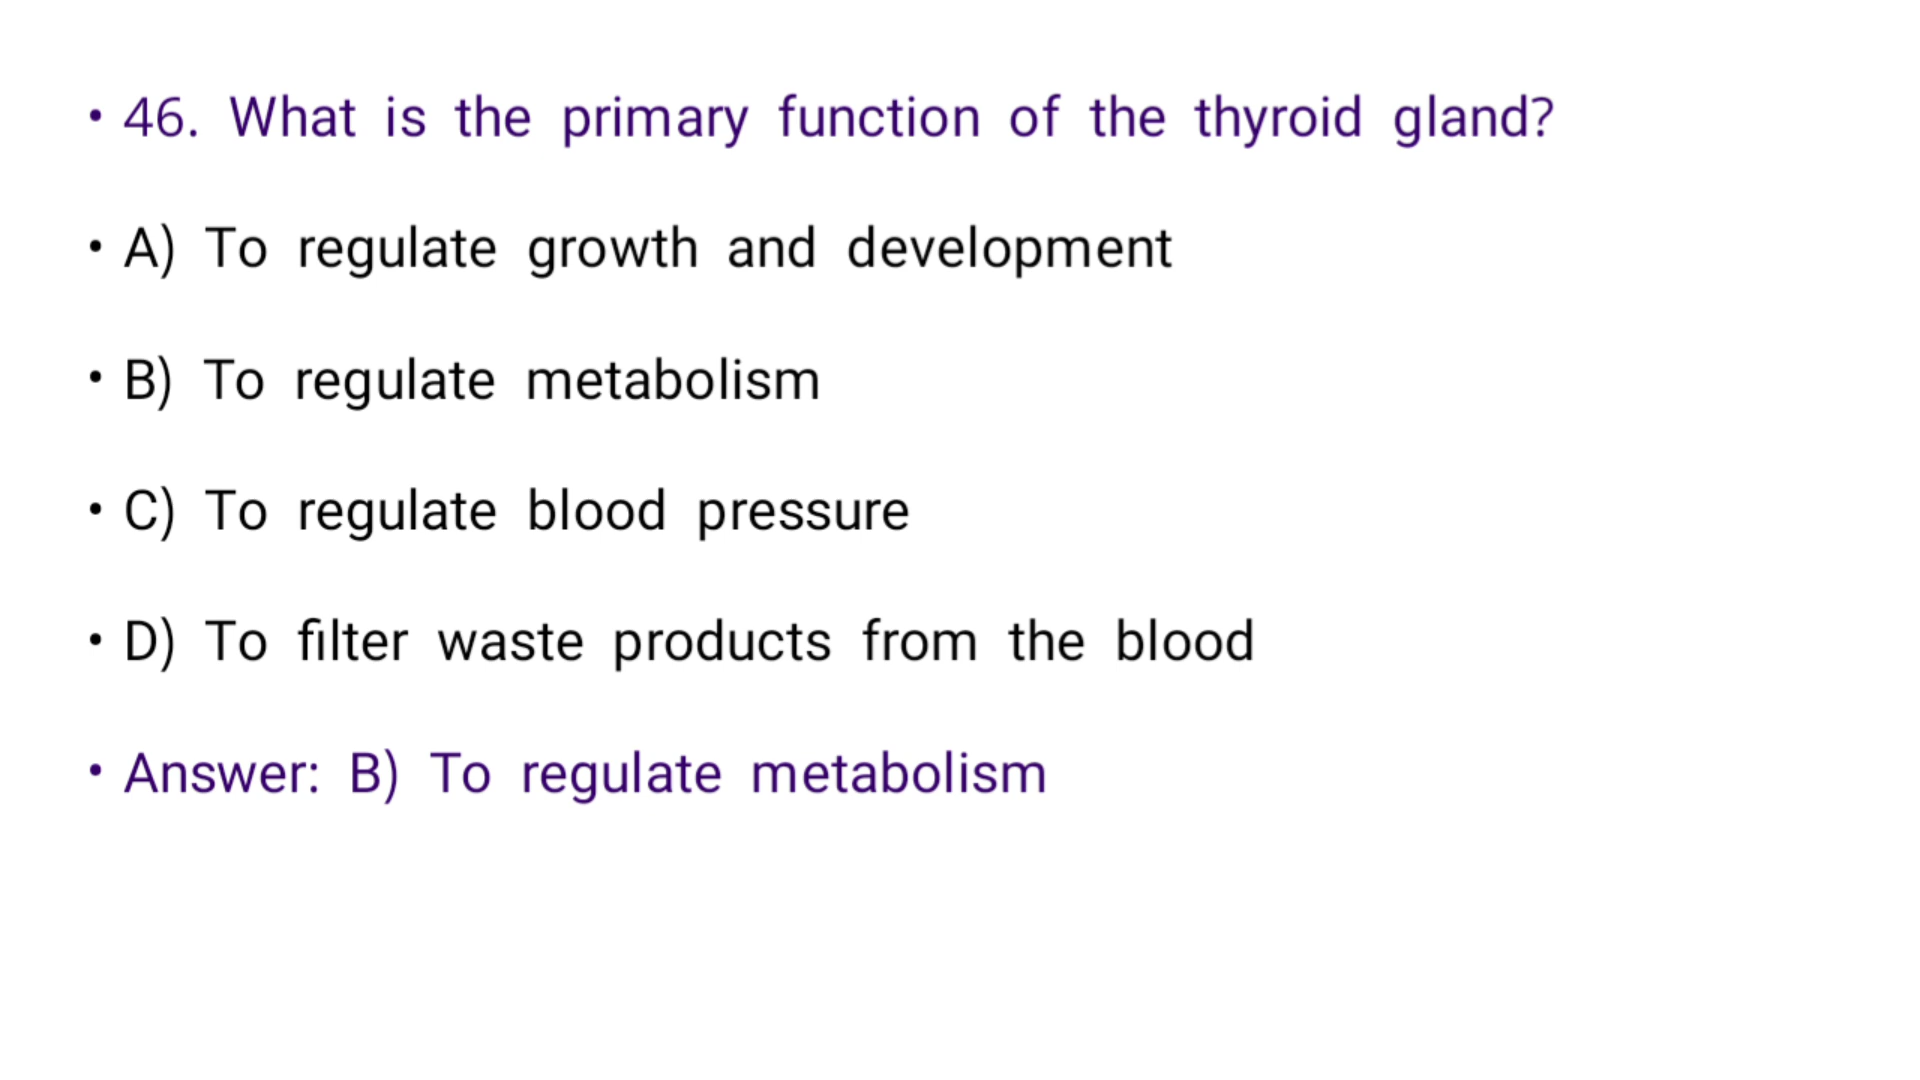 • 46. What is the primary function of the thyroid gland?
• A) To regulate growth and development
• B) To regulate metabolism
• C) To regulate blood pressure
• D) To filter waste products from the blood
• Answer: B) To regulate metabolism